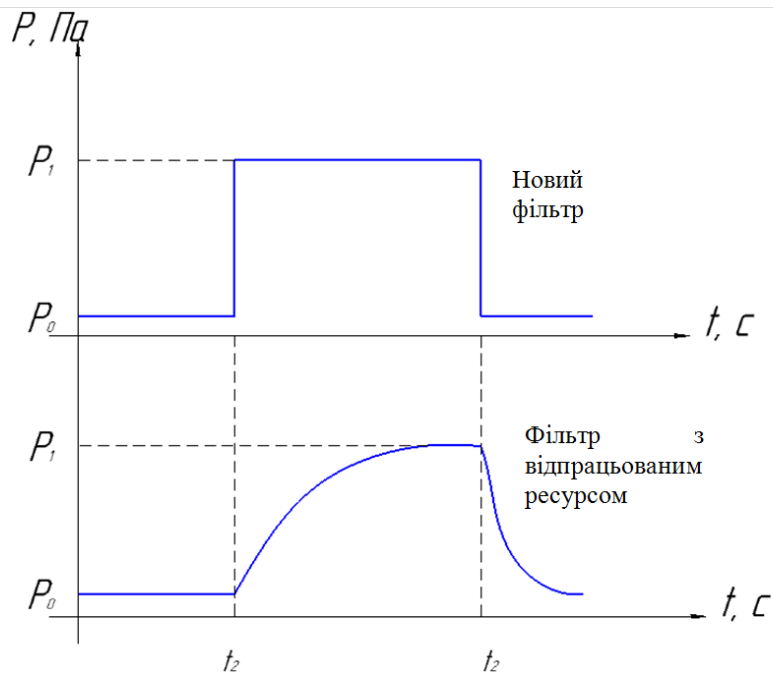 P, Па
P₁
Новий
фільтр
P₀
t, c
P₁
Фільтр з
відпрацьованим
ресурсом
P₀
t, c
t₂ t₂